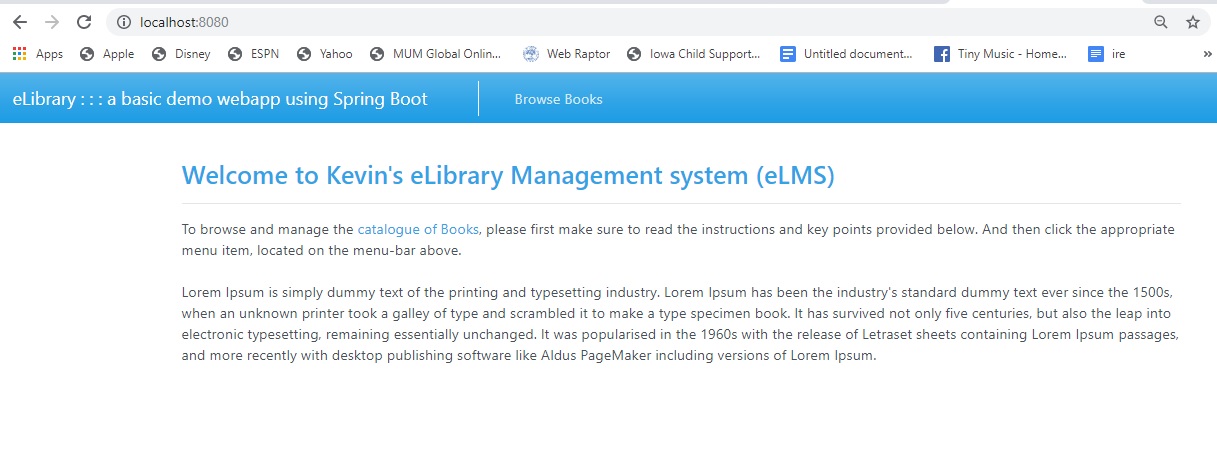 localhost:8080
Apps Apple Disney ESPN Yahoo MUM Global Onlin... Web Raptor Iowa Child Support... Untitled document... Tiny Music - Home... ire »
eLibrary : : : a basic demo webapp using Spring Boot Browse Books
Welcome to Kevin's eLibrary Management system (eLMS)
To browse and manage the catalogue of Books, please first make sure to read the instructions and key points provided below. And then click the appropriate
menu item, located on the menu-bar above.
Lorem Ipsum is simply dummy text of the printing and typesetting industry. Lorem Ipsum has been the industry's standard dummy text ever since the 1500s,
when an unknown printer took a galley of type and scrambled it to make a type specimen book. It has survived not only five centuries, but also the leap into
electronic typesetting, remaining essentially unchanged. It was popularised in the 1960s with the release of Letraset sheets containing Lorem Ipsum passages,
and more recently with desktop publishing software like Aldus PageMaker including versions of Lorem Ipsum.